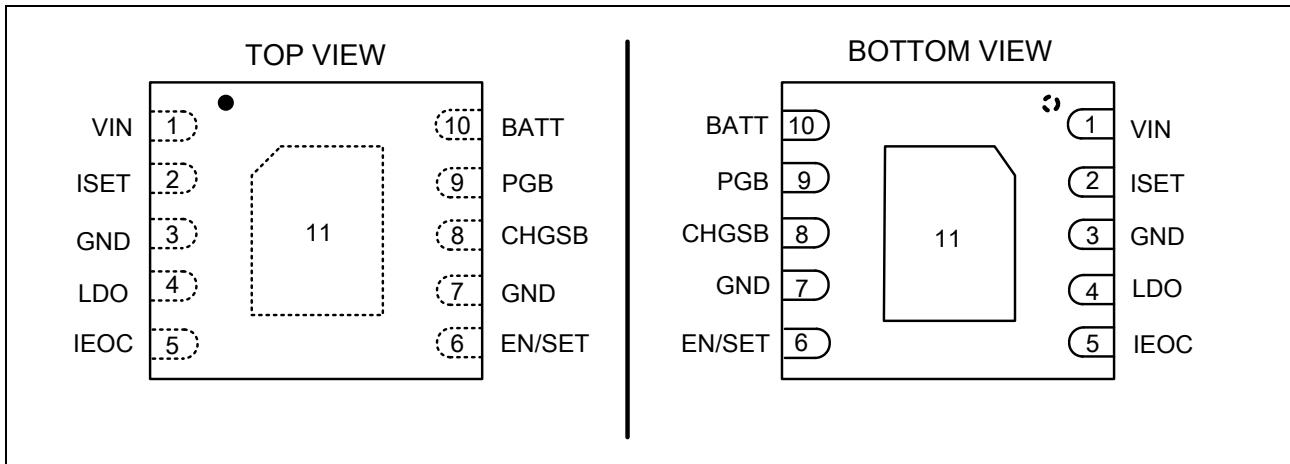 TOP VIEW
VIN 1
ISET 2
GND 3
LDO 4
IEOC 5
11
10 BATT
9 PGB
8 CHGSB
7 GND
6 EN/SET
BOTTOM VIEW
BATT 10
PGB 9
CHGSB 8
GND 7
EN/SET 6
11
1 VIN
2 ISET
3 GND
4 LDO
5 IEOC